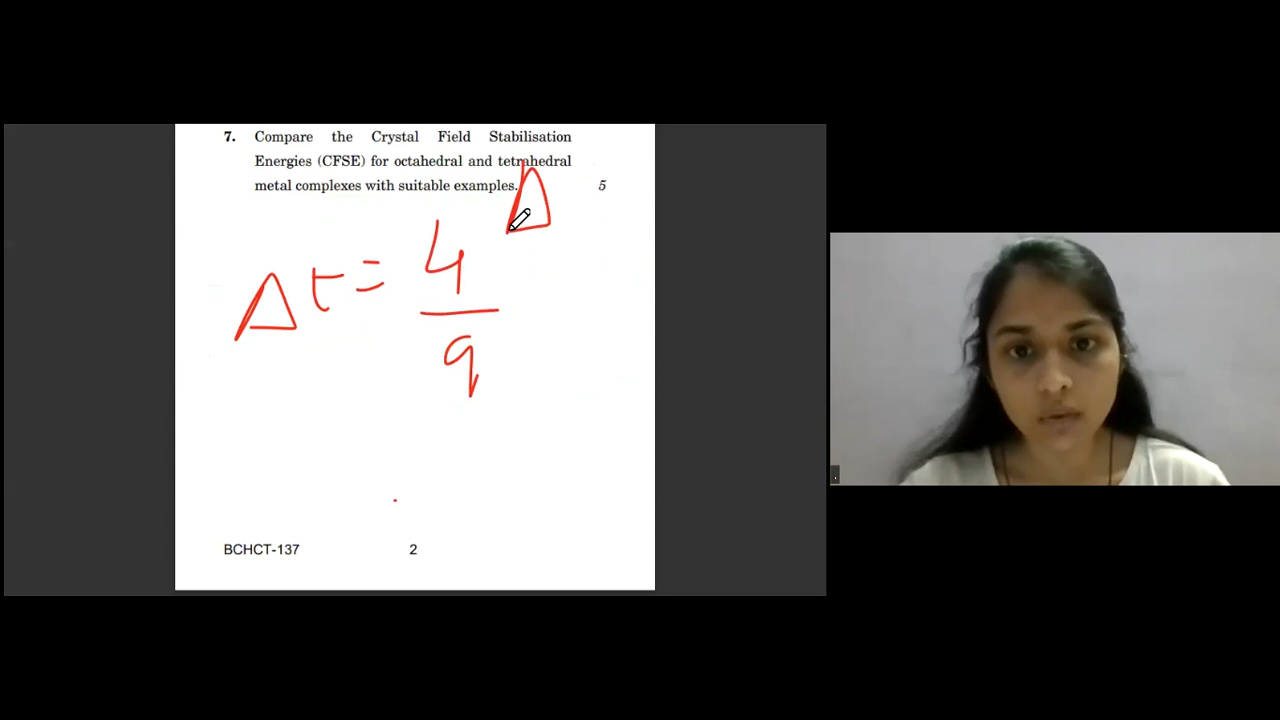 7. Compare the Crystal Field Stabilisation
Energies (CFSE) for octahedral and tetrahedral
metal complexes with suitable examples. 5
Δt = 4/9 Δ
BCHCT-137 2